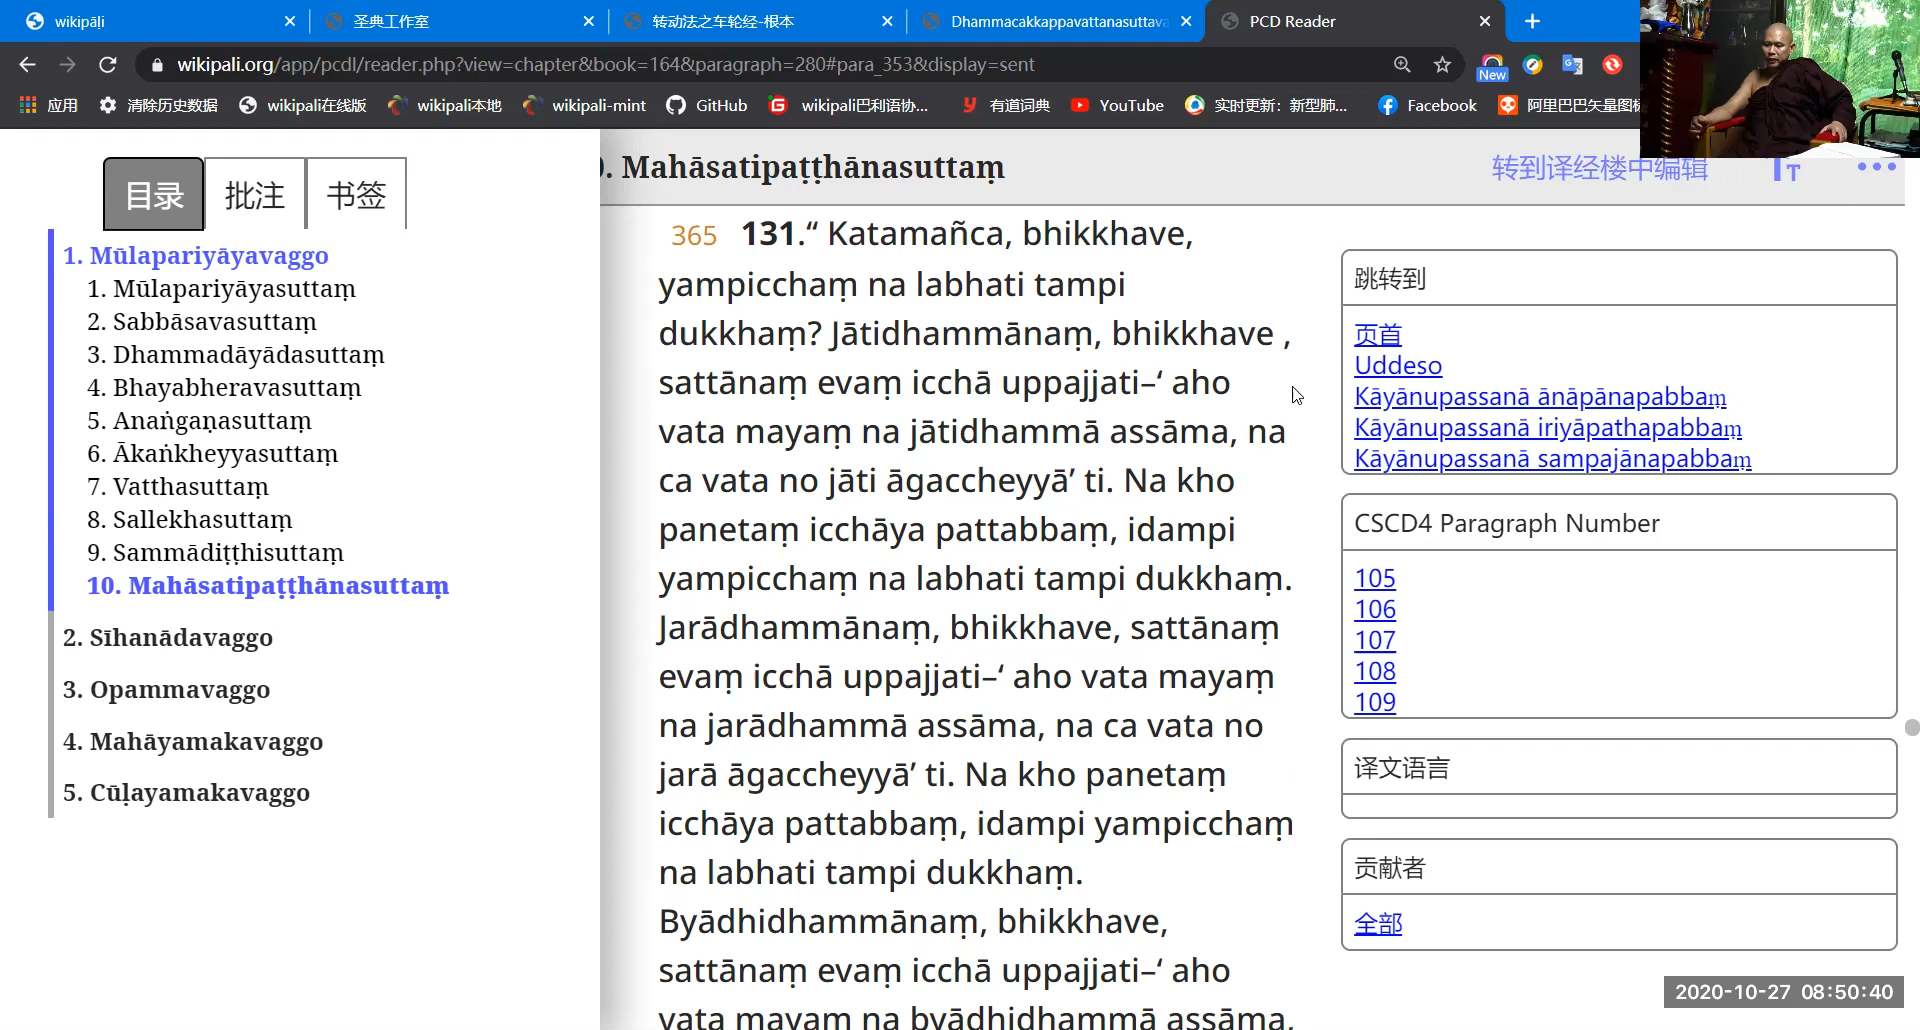 wikipāli
圣典工作室
转动法之车轮经-根本
Dhammacakkappavattanasuttava
PCD Reader
wikipali.org/app/pcdl/reader.php?view=chapter&book=164&paragraph=280#para_353&display=sent
New
应用
清除历史数据
wikipali在线版
wikipali本地
wikipali-mint
GitHub
wikipali巴利语协...
有道词典
YouTube
实时更新：新型肺...
Facebook
阿里巴巴矢量图标
目录
批注
书签
1. Mūlapariyāyavaggo
1. Mūlapariyāyasuttaṃ
2. Sabbāsavasuttaṃ
3. Dhammadāyādasuttaṃ
4. Bhayabheravasuttaṃ
5. Anaṅgaṇasuttaṃ
6. Ākaṅkheyyasuttaṃ
7. Vatthasuttaṃ
8. Sallekhasuttaṃ
9. Sammādiṭṭhisuttaṃ
10. Mahāsatipaṭṭhānasuttaṃ
2. Sīhanādavaggo
3. Opammavaggo
4. Mahāyamakavaggo
5. Cūḷayamakavaggo
. Mahāsatipaṭṭhānasuttaṃ
转到译经楼中编辑
365 131.“ Katamañca, bhikkhave,
yampicchaṃ na labhati tampi
dukkhaṃ? Jātidhammānaṃ, bhikkhave ,
sattānaṃ evaṃ icchā uppajjati–‘ aho
vata mayaṃ na jātidhammā assāma, na
ca vata no jāti āgaccheyyā’ ti. Na kho
panetaṃ icchāya pattabbaṃ, idampi
yampicchaṃ na labhati tampi dukkhaṃ.
Jarādhammānaṃ, bhikkhave, sattānaṃ
evaṃ icchā uppajjati–‘ aho vata mayaṃ
na jarādhammā assāma, na ca vata no
jarā āgaccheyyā’ ti. Na kho panetaṃ
icchāya pattabbaṃ, idampi yampicchaṃ
na labhati tampi dukkhaṃ.
Byādhidhammānaṃ, bhikkhave,
sattānaṃ evaṃ icchā uppajjati–‘ aho
vata mayaṃ na byādhidhammā assāma,
跳转到
页首
Uddeso
Kāyānupassanā ānāpānapabbaṃ
Kāyānupassanā iriyāpathapabbaṃ
Kāyānupassanā sampajānapabbaṃ
CSCD4 Paragraph Number
105
106
107
108
109
译文语言
贡献者
全部
2020-10-27 08:50:40